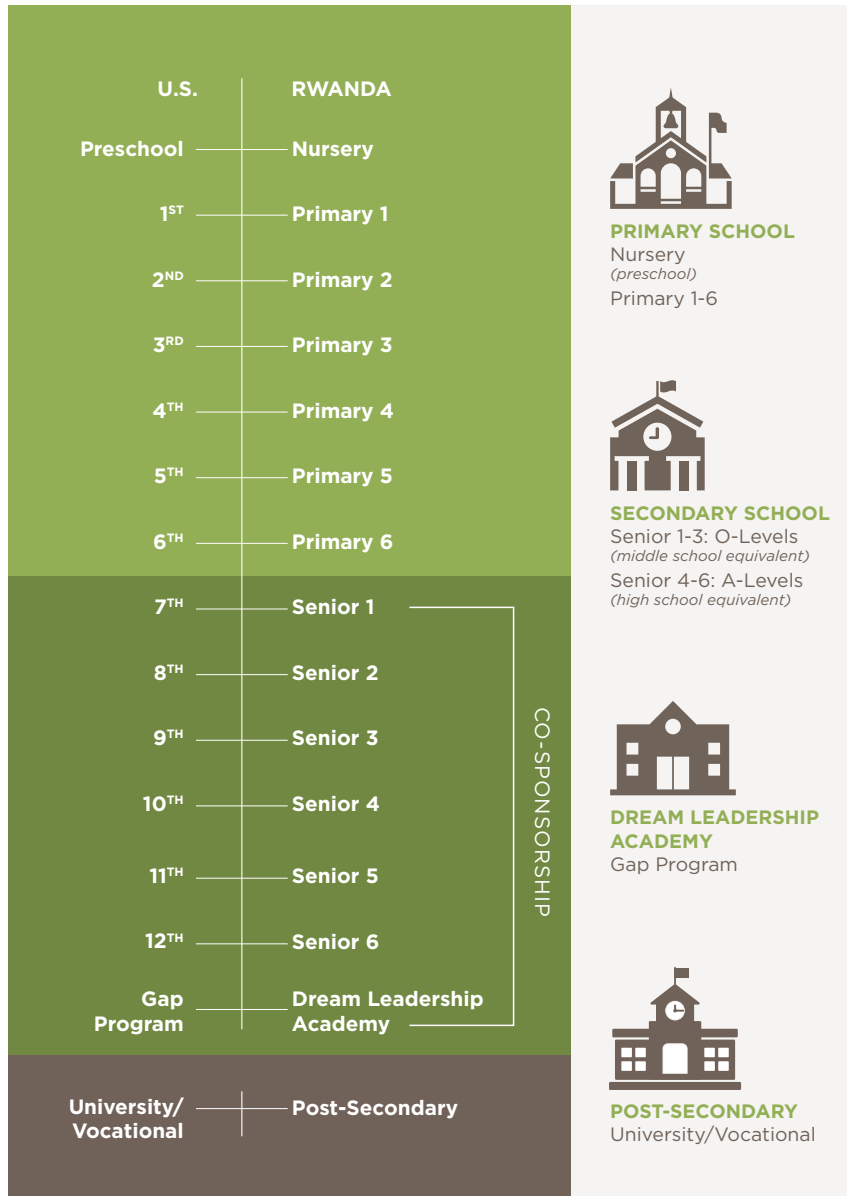 U.S. RWANDA
Preschool Nursery
1ST Primary 1
2ND Primary 2
3RD Primary 3
4TH Primary 4
5TH Primary 5
6TH Primary 6
7TH Senior 1
8TH Senior 2
9TH Senior 3
10TH Senior 4
11TH Senior 5
12TH Senior 6
Gap
Program
Dream Leadership
Academy
CO-SPONSORSHIP
University/
Vocational
Post-Secondary
PRIMARY SCHOOL
Nursery
(preschool)
Primary 1-6
SECONDARY SCHOOL
Senior 1-3: O-Levels
(middle school equivalent)
Senior 4-6: A-Levels
(high school equivalent)
DREAM LEADERSHIP
ACADEMY
Gap Program
POST-SECONDARY
University/Vocational